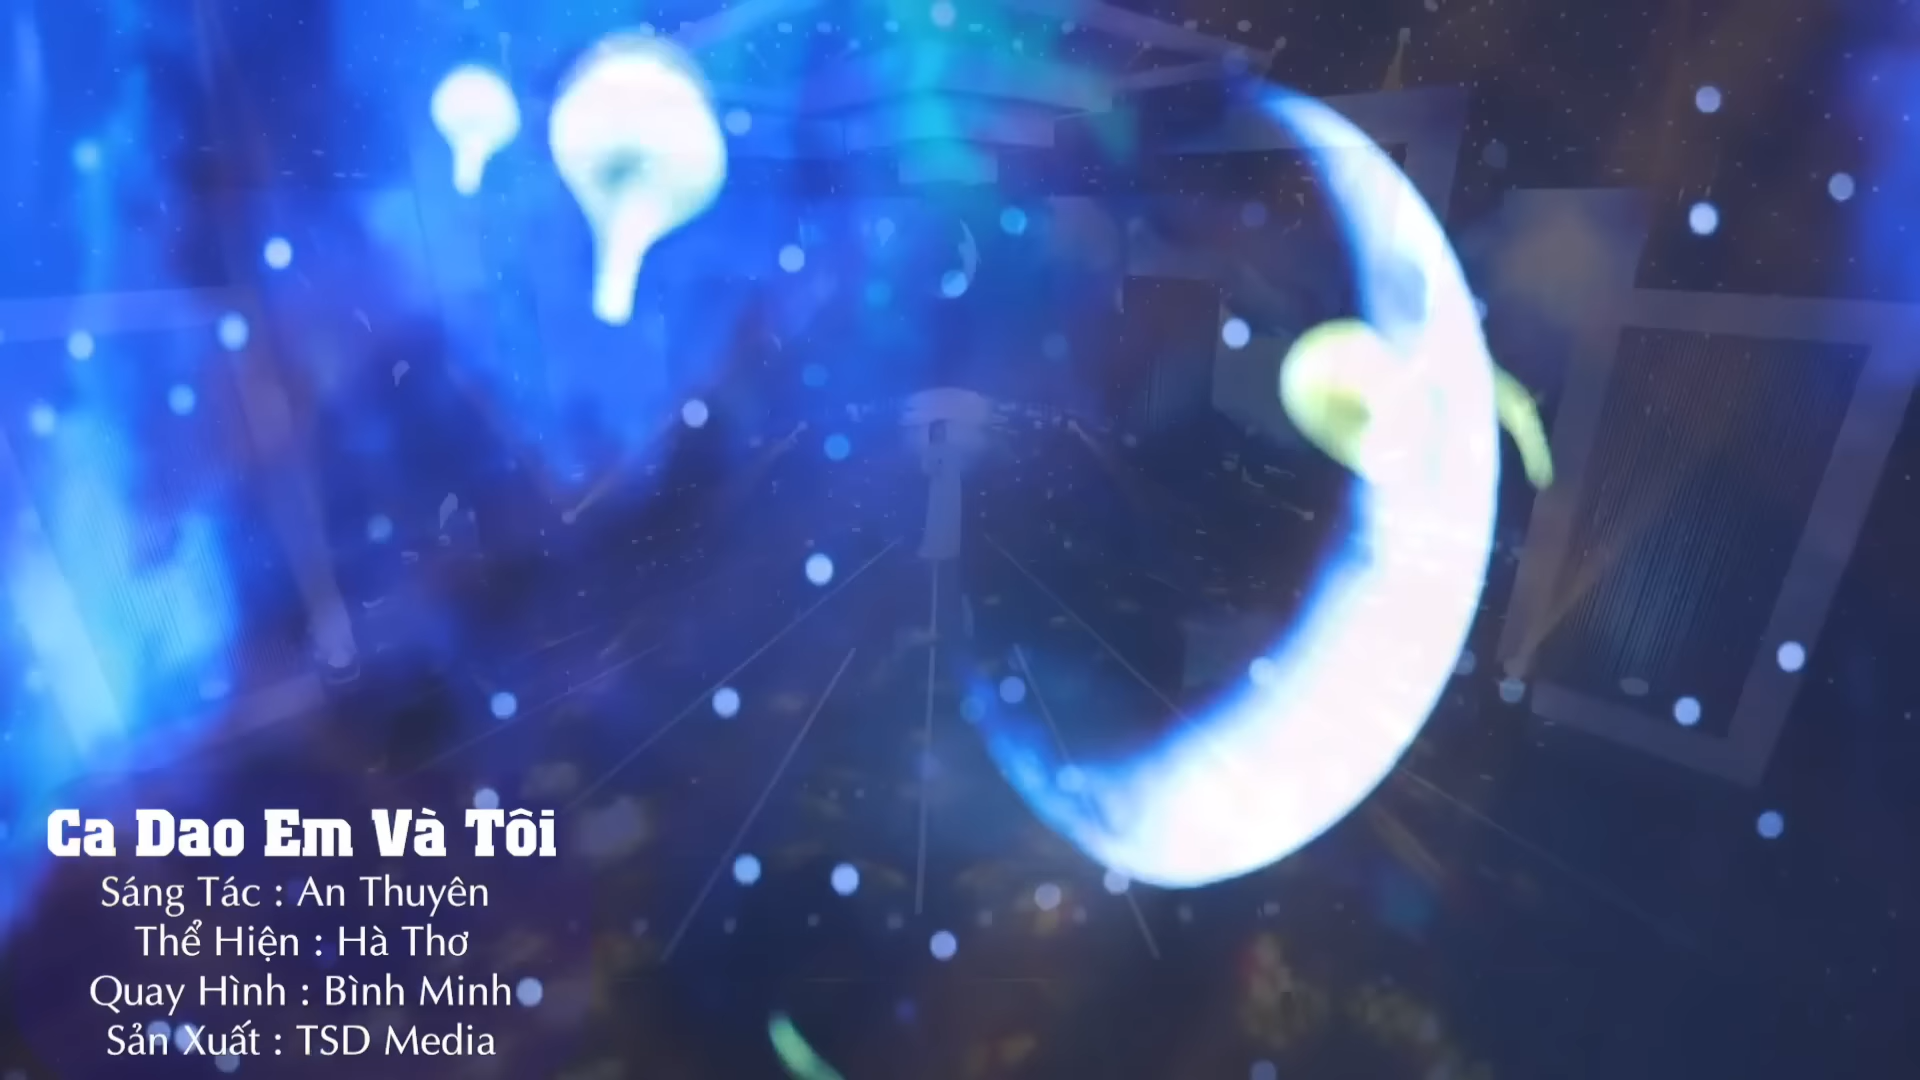 Ca Dao Em Và Tôi
Sáng Tác : An Thuyên
Thể Hiện : Hà Thơ
Quay Hình : Bình Minh
Sản Xuất : TSD Media